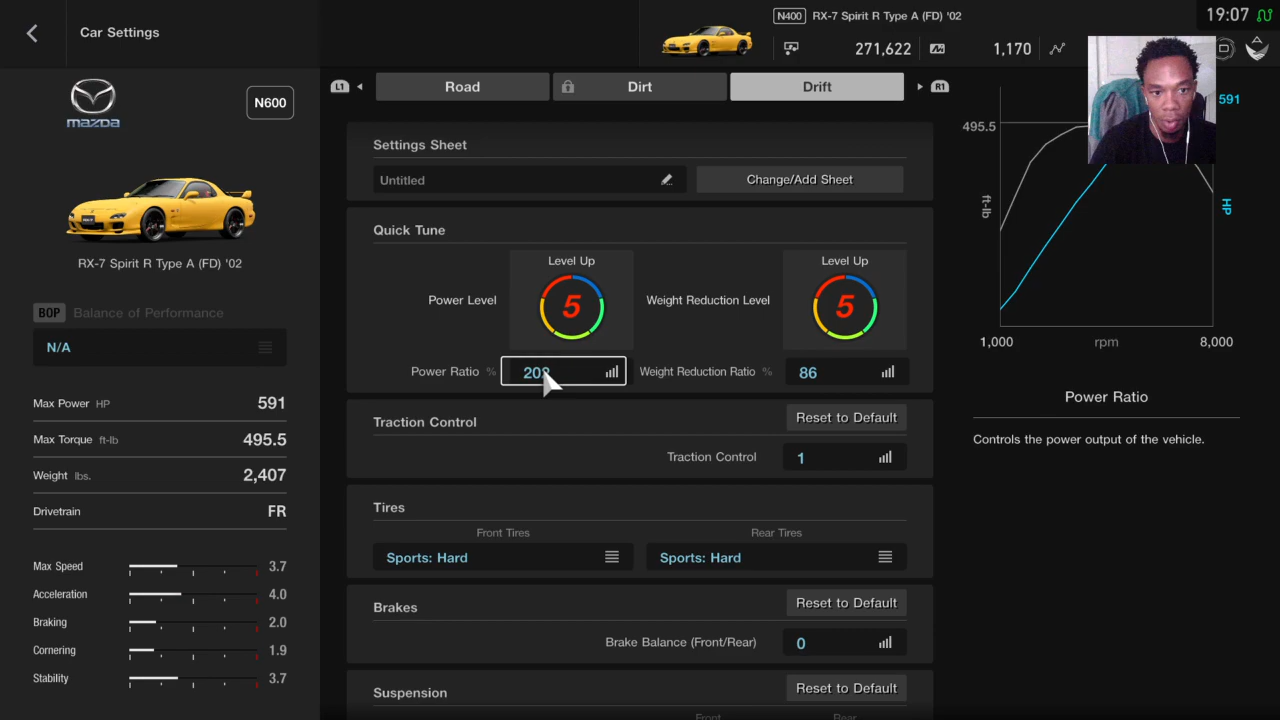 Car Settings
N400 RX-7 Spirit R Type A (FD) '02
19:07
271,622
1,170
mazda
N600
L1 Road Dirt Drift R1
Settings Sheet
Untitled
Change/Add Sheet
Quick Tune
Level Up
Level Up
Power Level 5
Weight Reduction Level 5
Power Ratio %
Weight Reduction Ratio % 86
RX-7 Spirit R Type A (FD) '02
BOP Balance of Performance
N/A
Max Power HP 591
Max Torque ft-lb 495.5
Weight lbs. 2,407
Drivetrain FR
Max Speed 3.7
Acceleration 4.0
Braking 2.0
Cornering 1.9
Stability 3.7
Traction Control
Reset to Default
Traction Control 1
Tires
Front Tires
Rear Tires
Sports: Hard
Sports: Hard
Brakes
Reset to Default
Brake Balance (Front/Rear) 0
Suspension
Reset to Default
Front
Rear
591
495.5
ft-lb
HP
1,000 rpm 8,000
Power Ratio
Controls the power output of the vehicle.